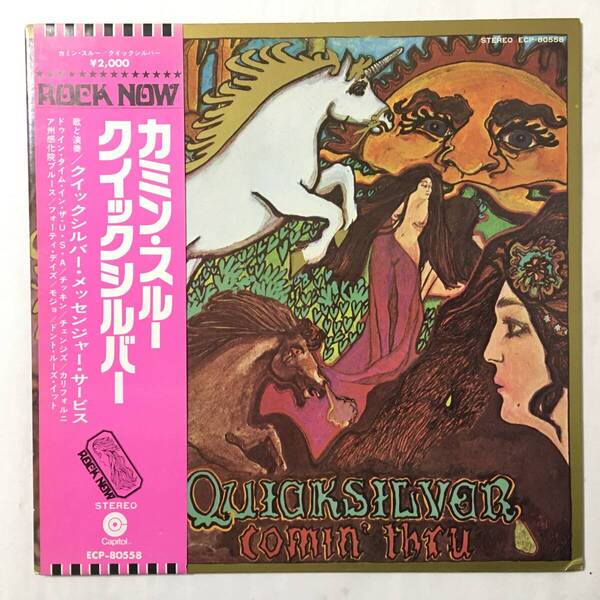 カミン・スルー／クイックシルバー
¥2,000
ROCK NOW
カミン・スルー
クイックシルバー
歌と演奏／クイックシルバー・メッセンジャー・サービス
ドゥイン・タイム・イン・ザ・U・S・A／チッキン／チェンジズ／カリフォルニ
ア州感化院ブルース／フォーティ・デイズ／モジョ／ドント・ルーズ・イット
ROCK NOW
STEREO
Capitol
ECP-80558
STEREO ECP-80558
QUICKSILVER
comin' thru